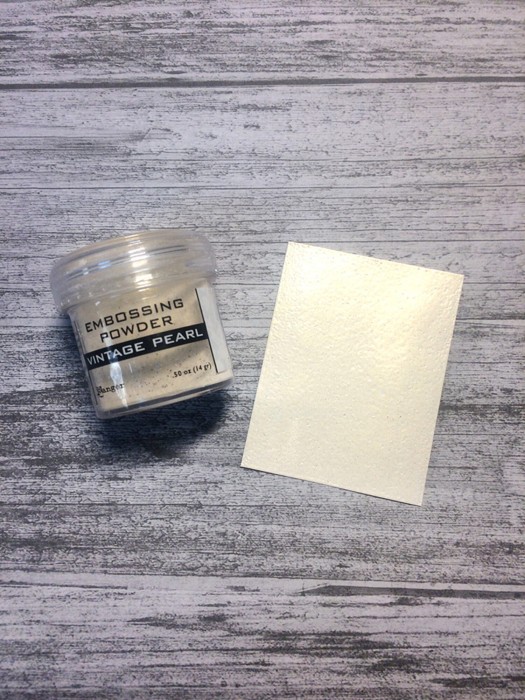 EMBOSSING
POWDER
VINTAGE PEARL
Ranger .50 oz (14 g)